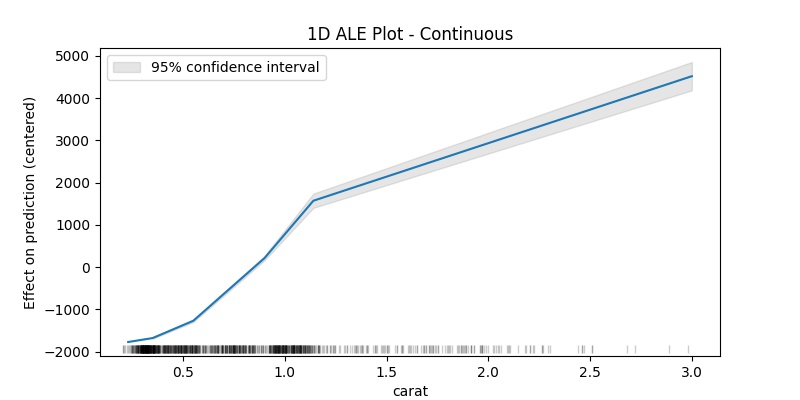 1D ALE Plot - Continuous
95% confidence interval
Effect on prediction (centered)
5000
4000
3000
2000
1000
0
−1000
−2000
0.5 1.0 1.5 2.0 2.5 3.0
carat